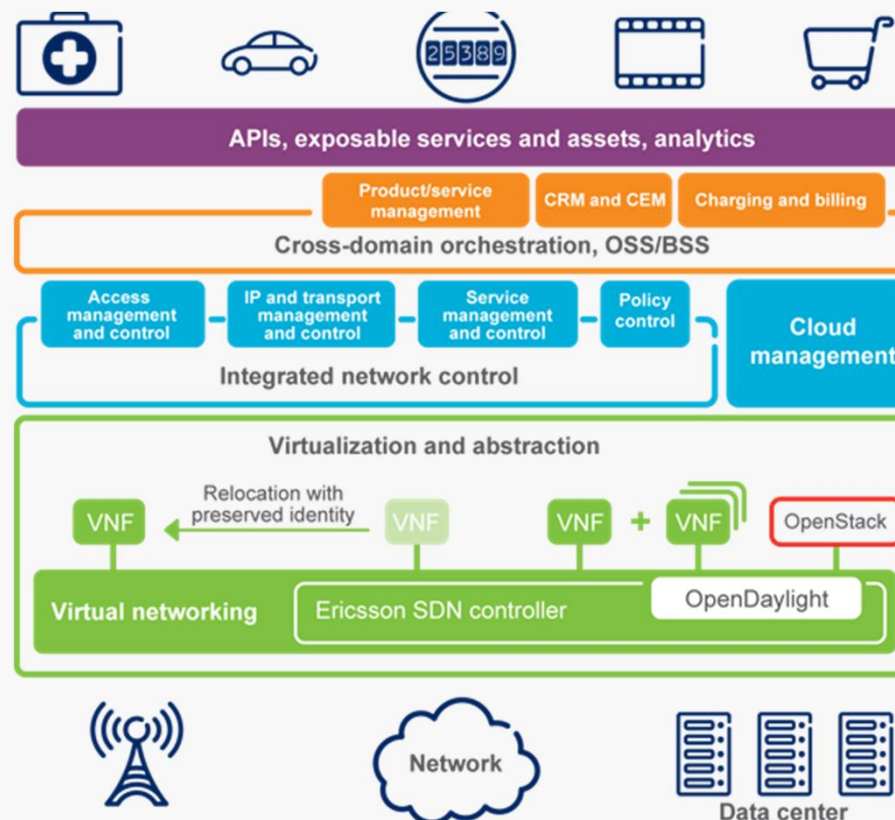 25389
APIs, exposable services and assets, analytics
Product/service
management
CRM and CEM
Charging and billing
Cross-domain orchestration, OSS/BSS
Access
management
and control
IP and transport
management
and control
Service
management
and control
Policy
control
Cloud
management
Integrated network control
Virtualization and abstraction
VNF
Relocation with
preserved identity
VNF
VNF
+
VNF
OpenStack
Virtual networking
Ericsson SDN controller
OpenDaylight
Network
Data center